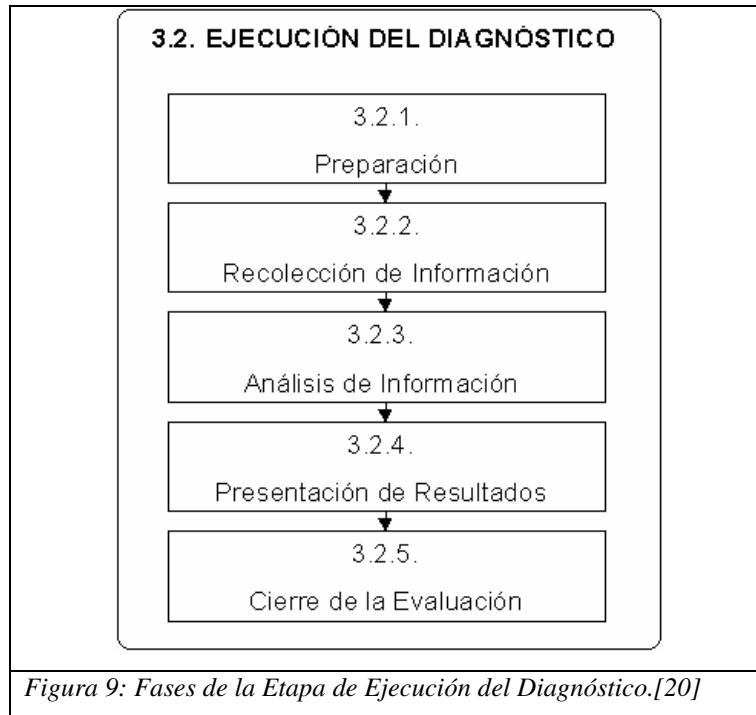 3.2. EJECUCIÓN DEL DIAGNÓSTICO
3.2.1.
Preparación
3.2.2.
Recolección de Información
3.2.3.
Análisis de Información
3.2.4.
Presentación de Resultados
3.2.5.
Cierre de la Evaluación
Figura 9: Fases de la Etapa de Ejecución del Diagnóstico.[20]